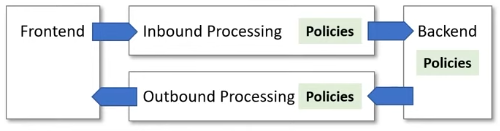 Frontend
Inbound Processing
Policies
Backend
Policies
Outbound Processing
Policies